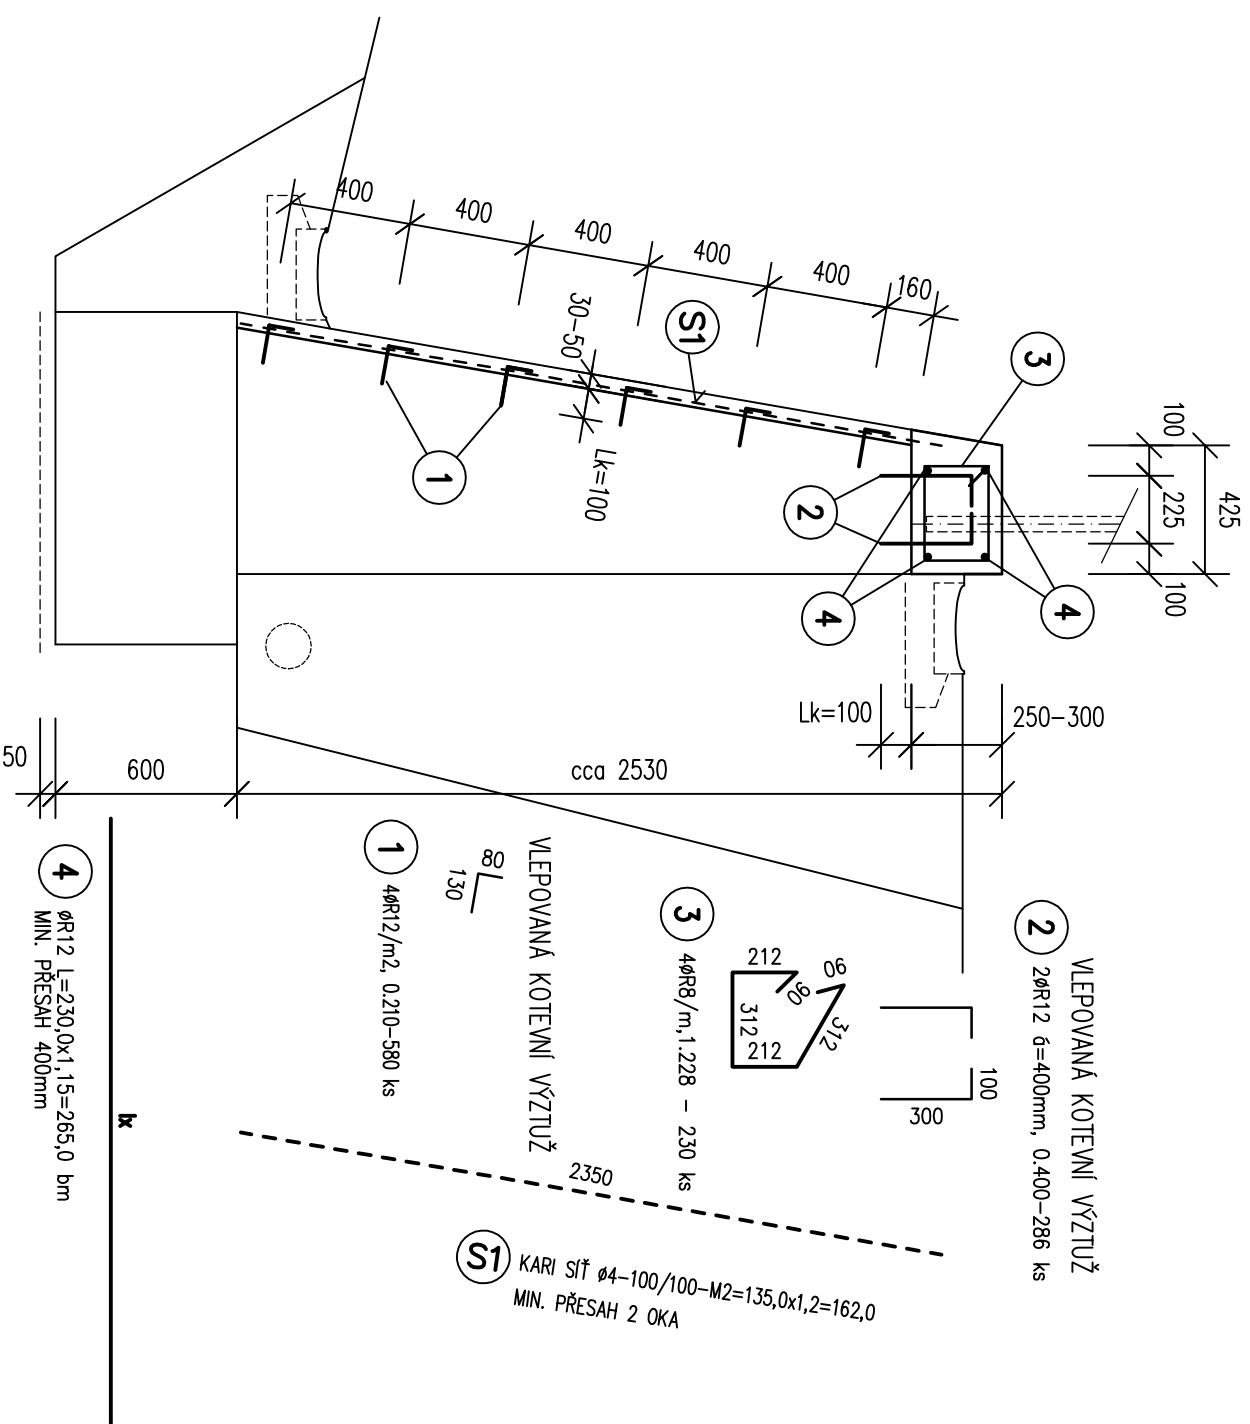 400
400
400
400
400
160
30–50
S1
3
100
225
100
425
Lk=100
1
2
4
4
Lk=100
250–300
50
600
cca 2530
VLEPOVANÁ KOTEVNÍ VÝZTUŽ
2 2øR12 á=400mm, 0.400–286 ks
100
300
3 4øR8/m,1.228 – 230 ks
212
90
90
312
312
212
VLEPOVANÁ KOTEVNÍ VÝZTUŽ
80
130
1 4øR12/m2, 0.210–580 ks
4 øR12 L=230,0x1,15=265,0 bm
MIN. PŘESAH 400mm
lx
2350
S1 KARI SÍŤ ø4–100/100–M2=135,0x1,2=162,0
MIN. PŘESAH 2 OKA